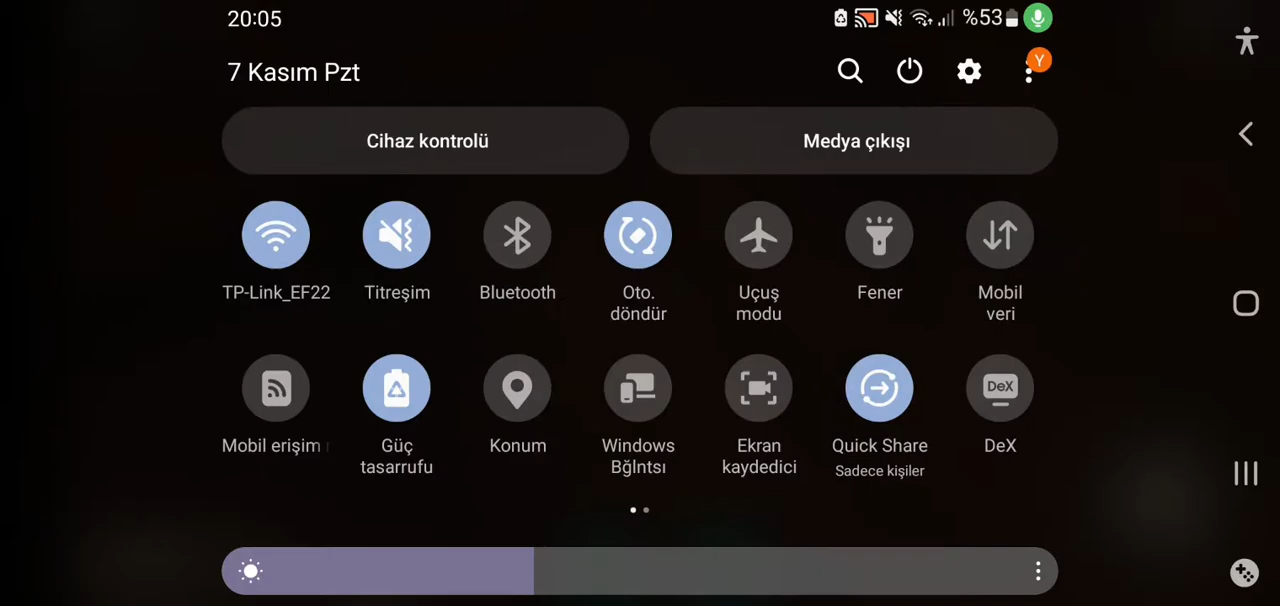 20:05
%53
7 Kasım Pzt
Y
Cihaz kontrolü
Medya çıkışı
TP-Link_EF22
Titreşim
Bluetooth
Oto.
döndür
Uçuş
modu
Fener
Mobil
veri
Mobil erişim
Güç
tasarrufu
Konum
Windows
Bğlntsı
Ekran
kaydedici
Quick Share
Sadece kişiler
DeX
DeX